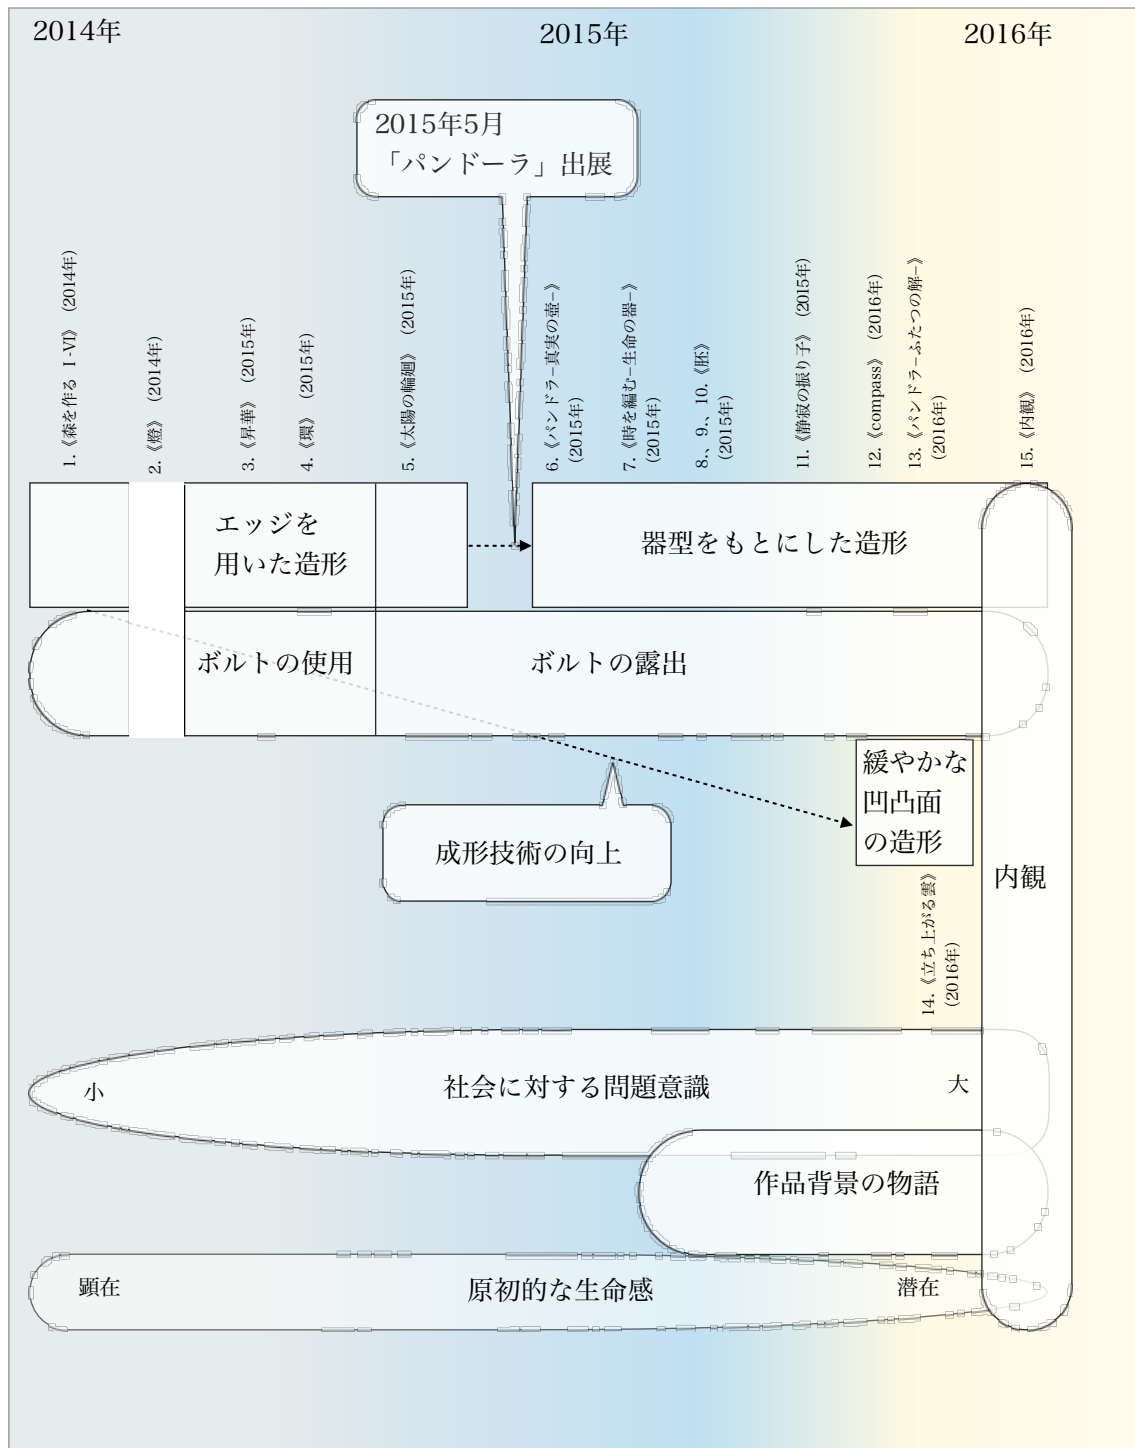 2014年
2015年
2016年
2015年5月
「パンドーラ」出展
1.《森を作る I-VI》 (2014年)
2.《燈》 (2014年)
3.《昇華》 (2015年)
4.《環》 (2015年)
5.《太陽の輪廻》 (2015年)
6.《パンドラ−真実の壺−》
(2015年)
7.《時を編む−生命の器−》
(2015年)
8.、9.、10.《胚》
(2015年)
11.《静寂の振り子》 (2015年)
12.《compass》 (2016年)
13.《パンドラ−ふたつの解−》
(2016年)
15.《内観》 (2016年)
エッジを
用いた造形
器型をもとにした造形
ボルトの使用
ボルトの露出
緩やかな
凹凸面
の造形
成形技術の向上
内観
14.《立ち上がる雲》
(2016年)
小
社会に対する問題意識
大
作品背景の物語
顕在
原初的な生命感
潜在